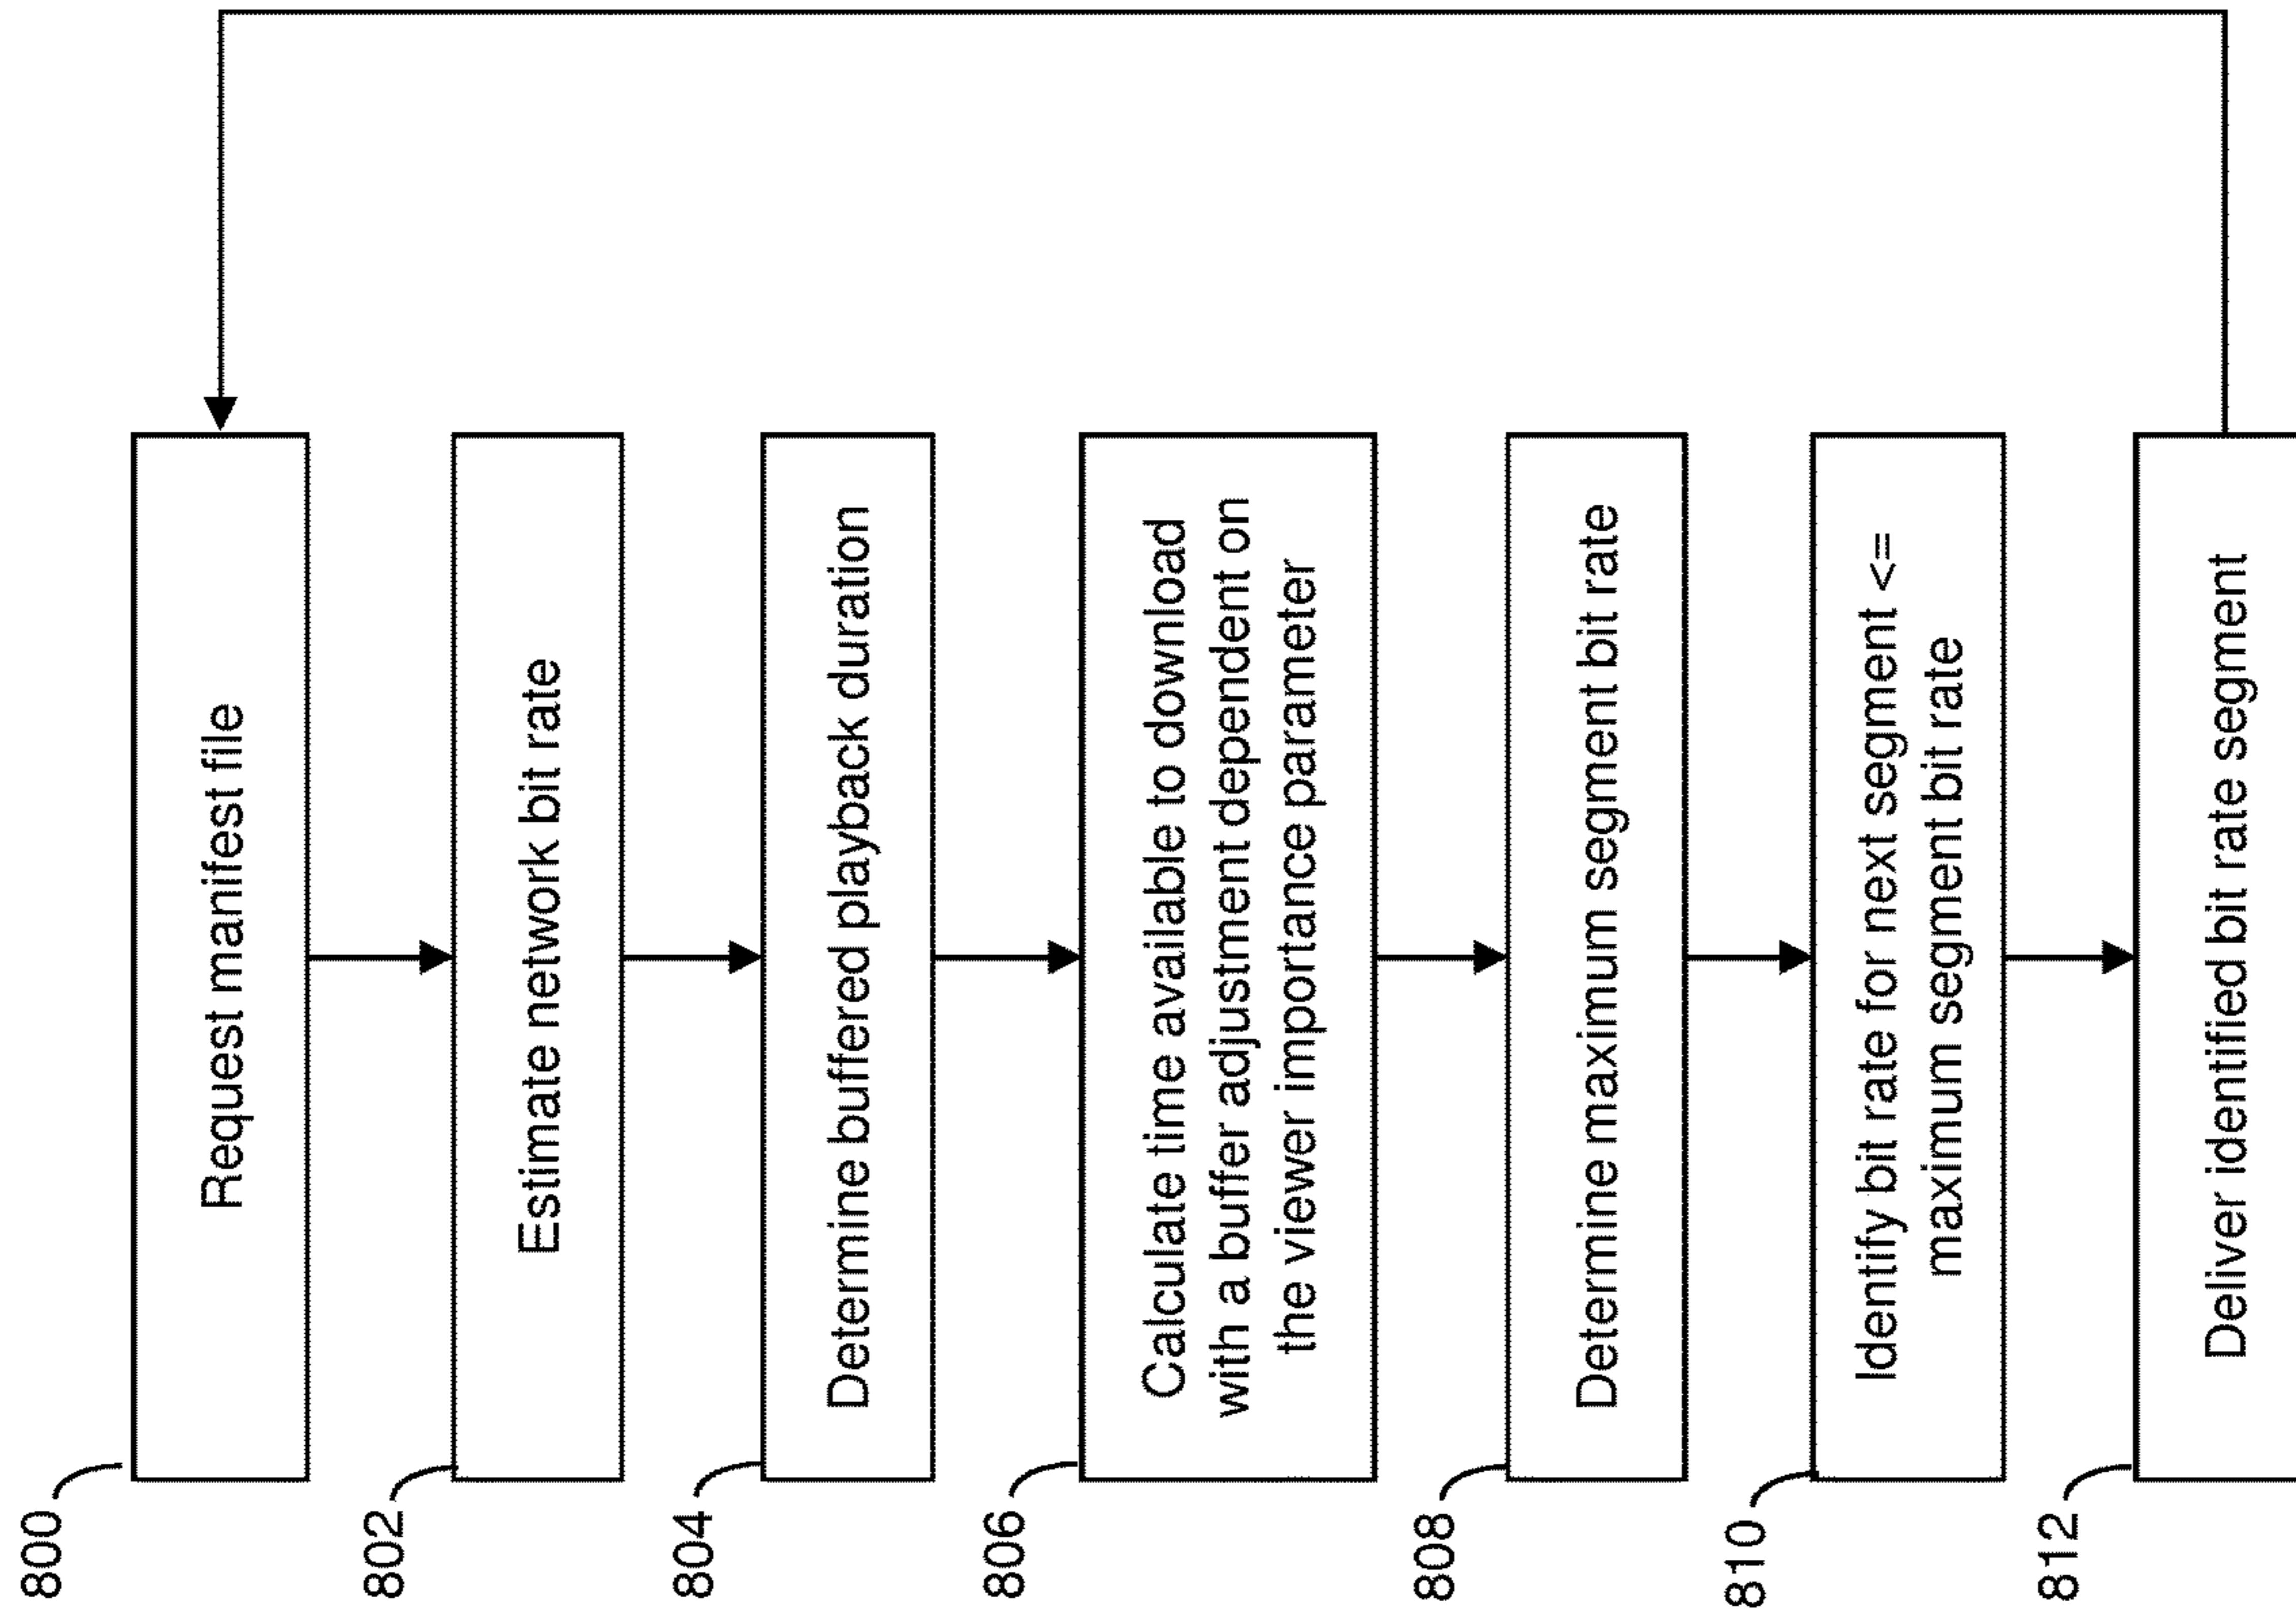 800
Request manifest file
802
Estimate network bit rate
804
Determine buffered playback duration
806
Calculate time available to download
with a buffer adjustment dependent on
the viewer importance parameter
808
Determine maximum segment bit rate
810
Identify bit rate for next segment <=
maximum segment bit rate
812
Deliver identified bit rate segment